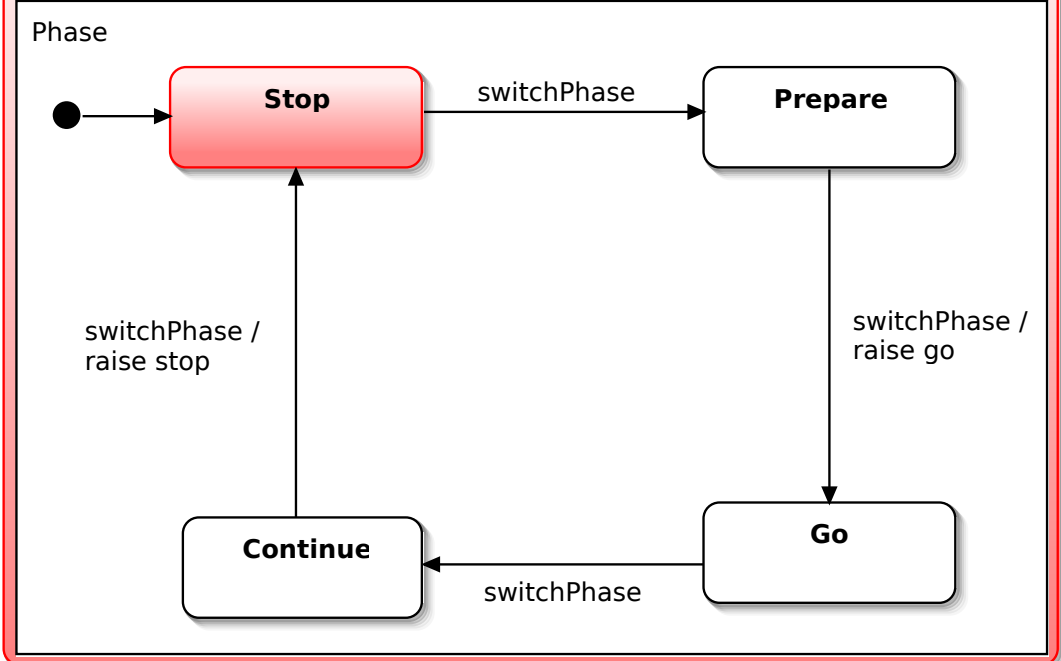 Phase
Stop
switchPhase
Prepare
switchPhase /
raise stop
switchPhase /
raise go
Continue
switchPhase
Go